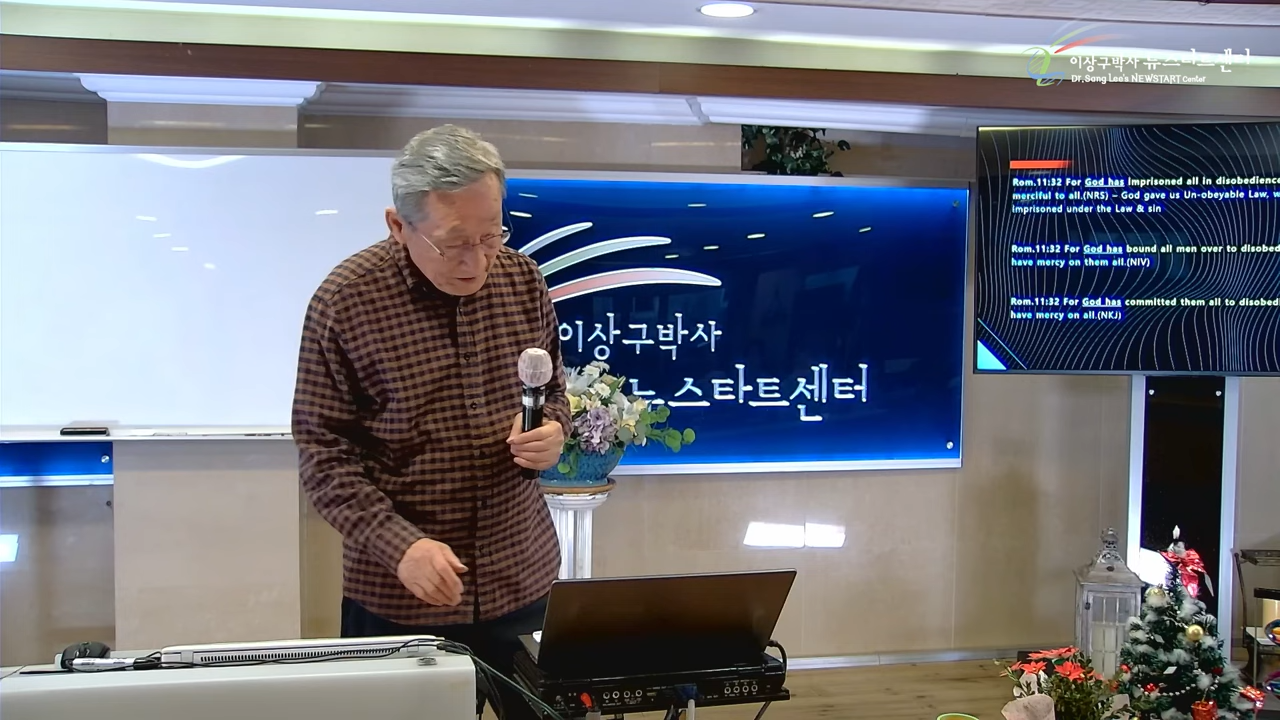 이상구박사 뉴스타트센터
Dr. Sang Lee's NEWSTART Center
Rom.11:32 For God has imprisoned all in disobedience
merciful to all.(NRS) – God gave us Un-obeyable Law, w
imprisoned under the Law & sin
Rom.11:32 For God has bound all men over to disobed
have mercy on them all.(NIV)
Rom.11:32 For God has committed them all to disobed
have mercy on all.(NKJ)
이상구박사
뉴스타트센터